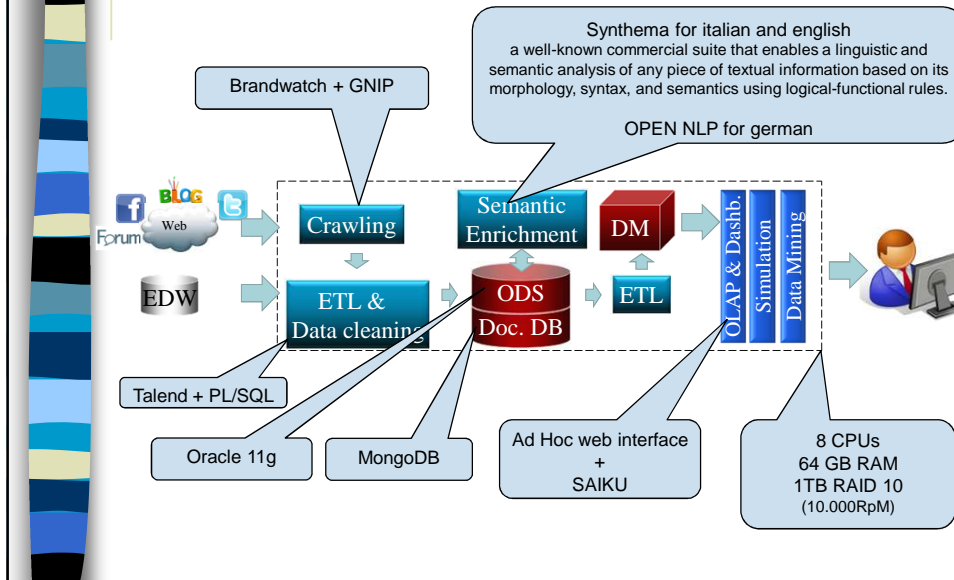 Synthema for italian and english
a well-known commercial suite that enables a linguistic and
semantic analysis of any piece of textual information based on its
morphology, syntax, and semantics using logical-functional rules.
OPEN NLP for german
Brandwatch + GNIP
BLOG
f
t
Web
Forum
Crawling
Semantic
Enrichment
DM
OLAP & Dashb.
Simulation
Data Mining
EDW
ETL &
Data cleaning
ODS
Doc. DB
ETL
Talend + PL/SQL
Oracle 11g
MongoDB
Ad Hoc web interface
+
SAIKU
8 CPUs
64 GB RAM
1TB RAID 10
(10.000RpM)